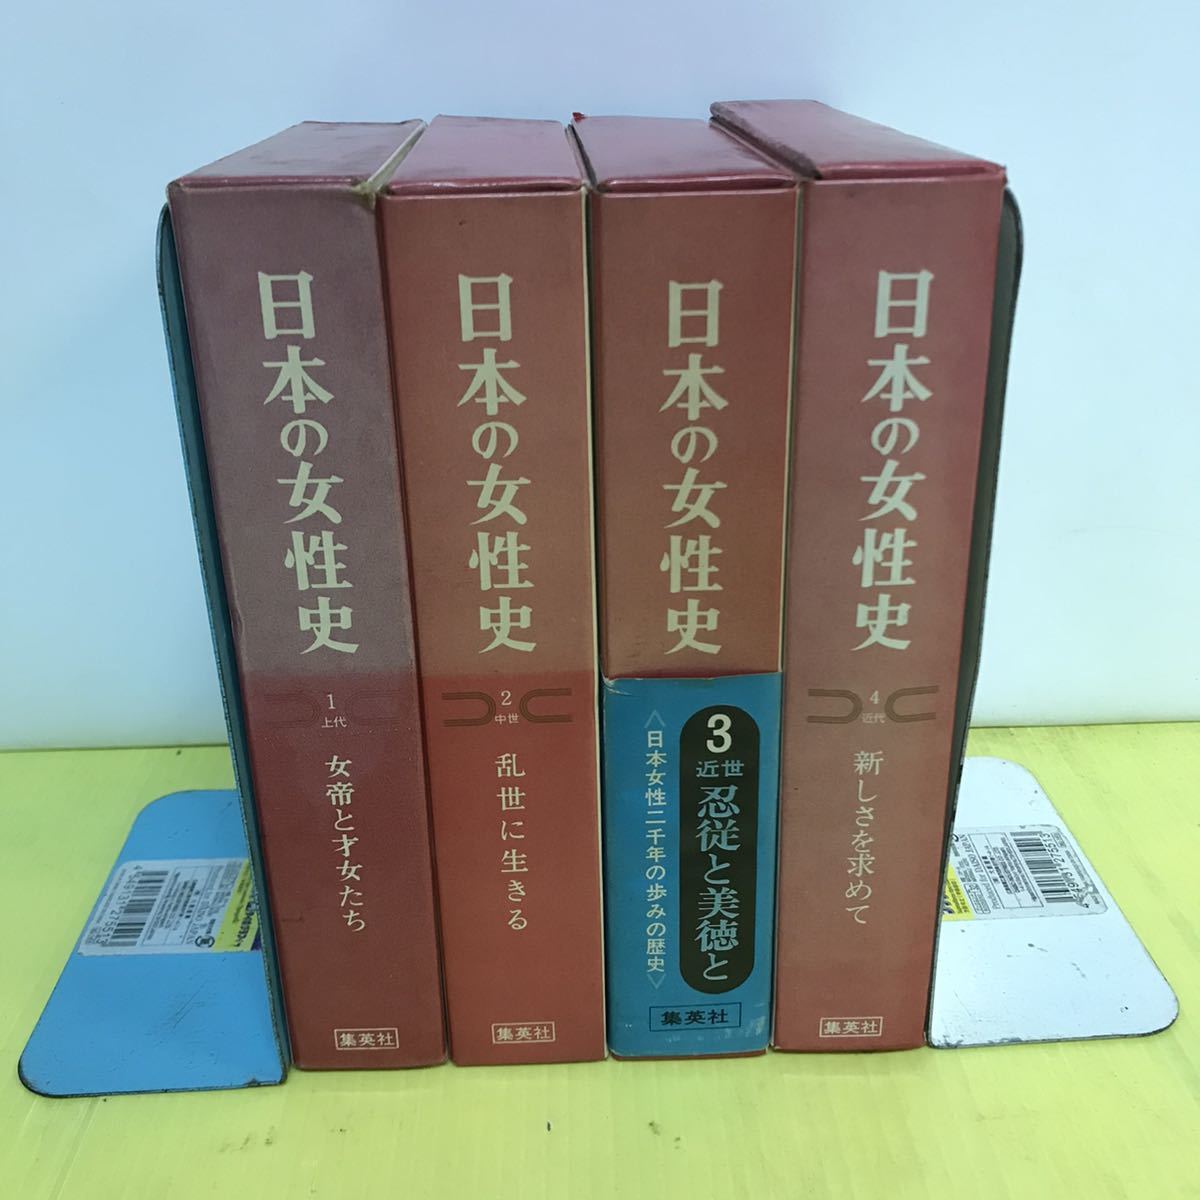 日本の女性史
1
上代
女帝と才女たち
集英社
日本の女性史
2
中世
乱世に生きる
集英社
日本の女性史
3
近世
忍従と美徳と
＜日本女性二千年の歩みの歴史＞
集英社
日本の女性史
4
近代
新しさを求めて
集英社